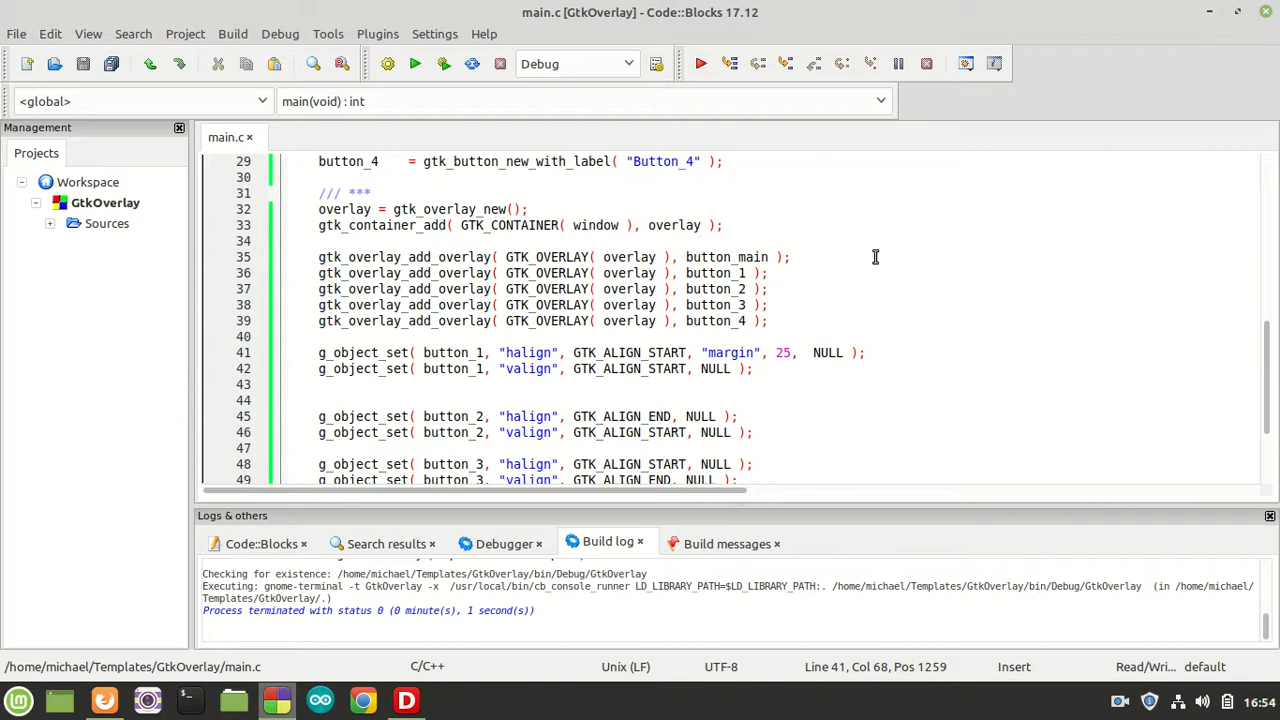 main.c [GtkOverlay] - Code::Blocks 17.12
File Edit View Search Project Build Debug Tools Plugins Settings Help
Debug
<global> main(void) : int
Management ×
main.c ×
Projects
Workspace
GtkOverlay
Sources
29 button_4    = gtk_button_new_with_label( "Button_4" );
30
31 /// ***
32 overlay = gtk_overlay_new();
33 gtk_container_add( GTK_CONTAINER( window ), overlay );
34
35 gtk_overlay_add_overlay( GTK_OVERLAY( overlay ), button_main );
36 gtk_overlay_add_overlay( GTK_OVERLAY( overlay ), button_1 );
37 gtk_overlay_add_overlay( GTK_OVERLAY( overlay ), button_2 );
38 gtk_overlay_add_overlay( GTK_OVERLAY( overlay ), button_3 );
39 gtk_overlay_add_overlay( GTK_OVERLAY( overlay ), button_4 );
40
41 g_object_set( button_1, "halign", GTK_ALIGN_START, "margin", 25,  NULL );
42 g_object_set( button_1, "valign", GTK_ALIGN_START, NULL );
43
44
45 g_object_set( button_2, "halign", GTK_ALIGN_END, NULL );
46 g_object_set( button_2, "valign", GTK_ALIGN_START, NULL );
47
48 g_object_set( button_3, "halign", GTK_ALIGN_START, NULL );
49 g_object_set( button_3, "valign", GTK_ALIGN_END, NULL );
Logs & others
Code::Blocks × Search results × Debugger × Build log × Build messages ×
Checking for existence: /home/michael/Templates/GtkOverlay/bin/Debug/GtkOverlay
Executing: gnome-terminal -t GtkOverlay -x  /usr/local/bin/cb_console_runner LD_LIBRARY_PATH=$LD_LIBRARY_PATH:. /home/michael/Templates/GtkOverlay/bin/Debug/GtkOverlay  (in /home/michael/
Templates/GtkOverlay/.)
Process terminated with status 0 (0 minute(s), 1 second(s))
/home/michael/Templates/GtkOverlay/main.c C/C++ Unix (LF) UTF-8 Line 41, Col 68, Pos 1259 Insert Read/Wri... default
16:54